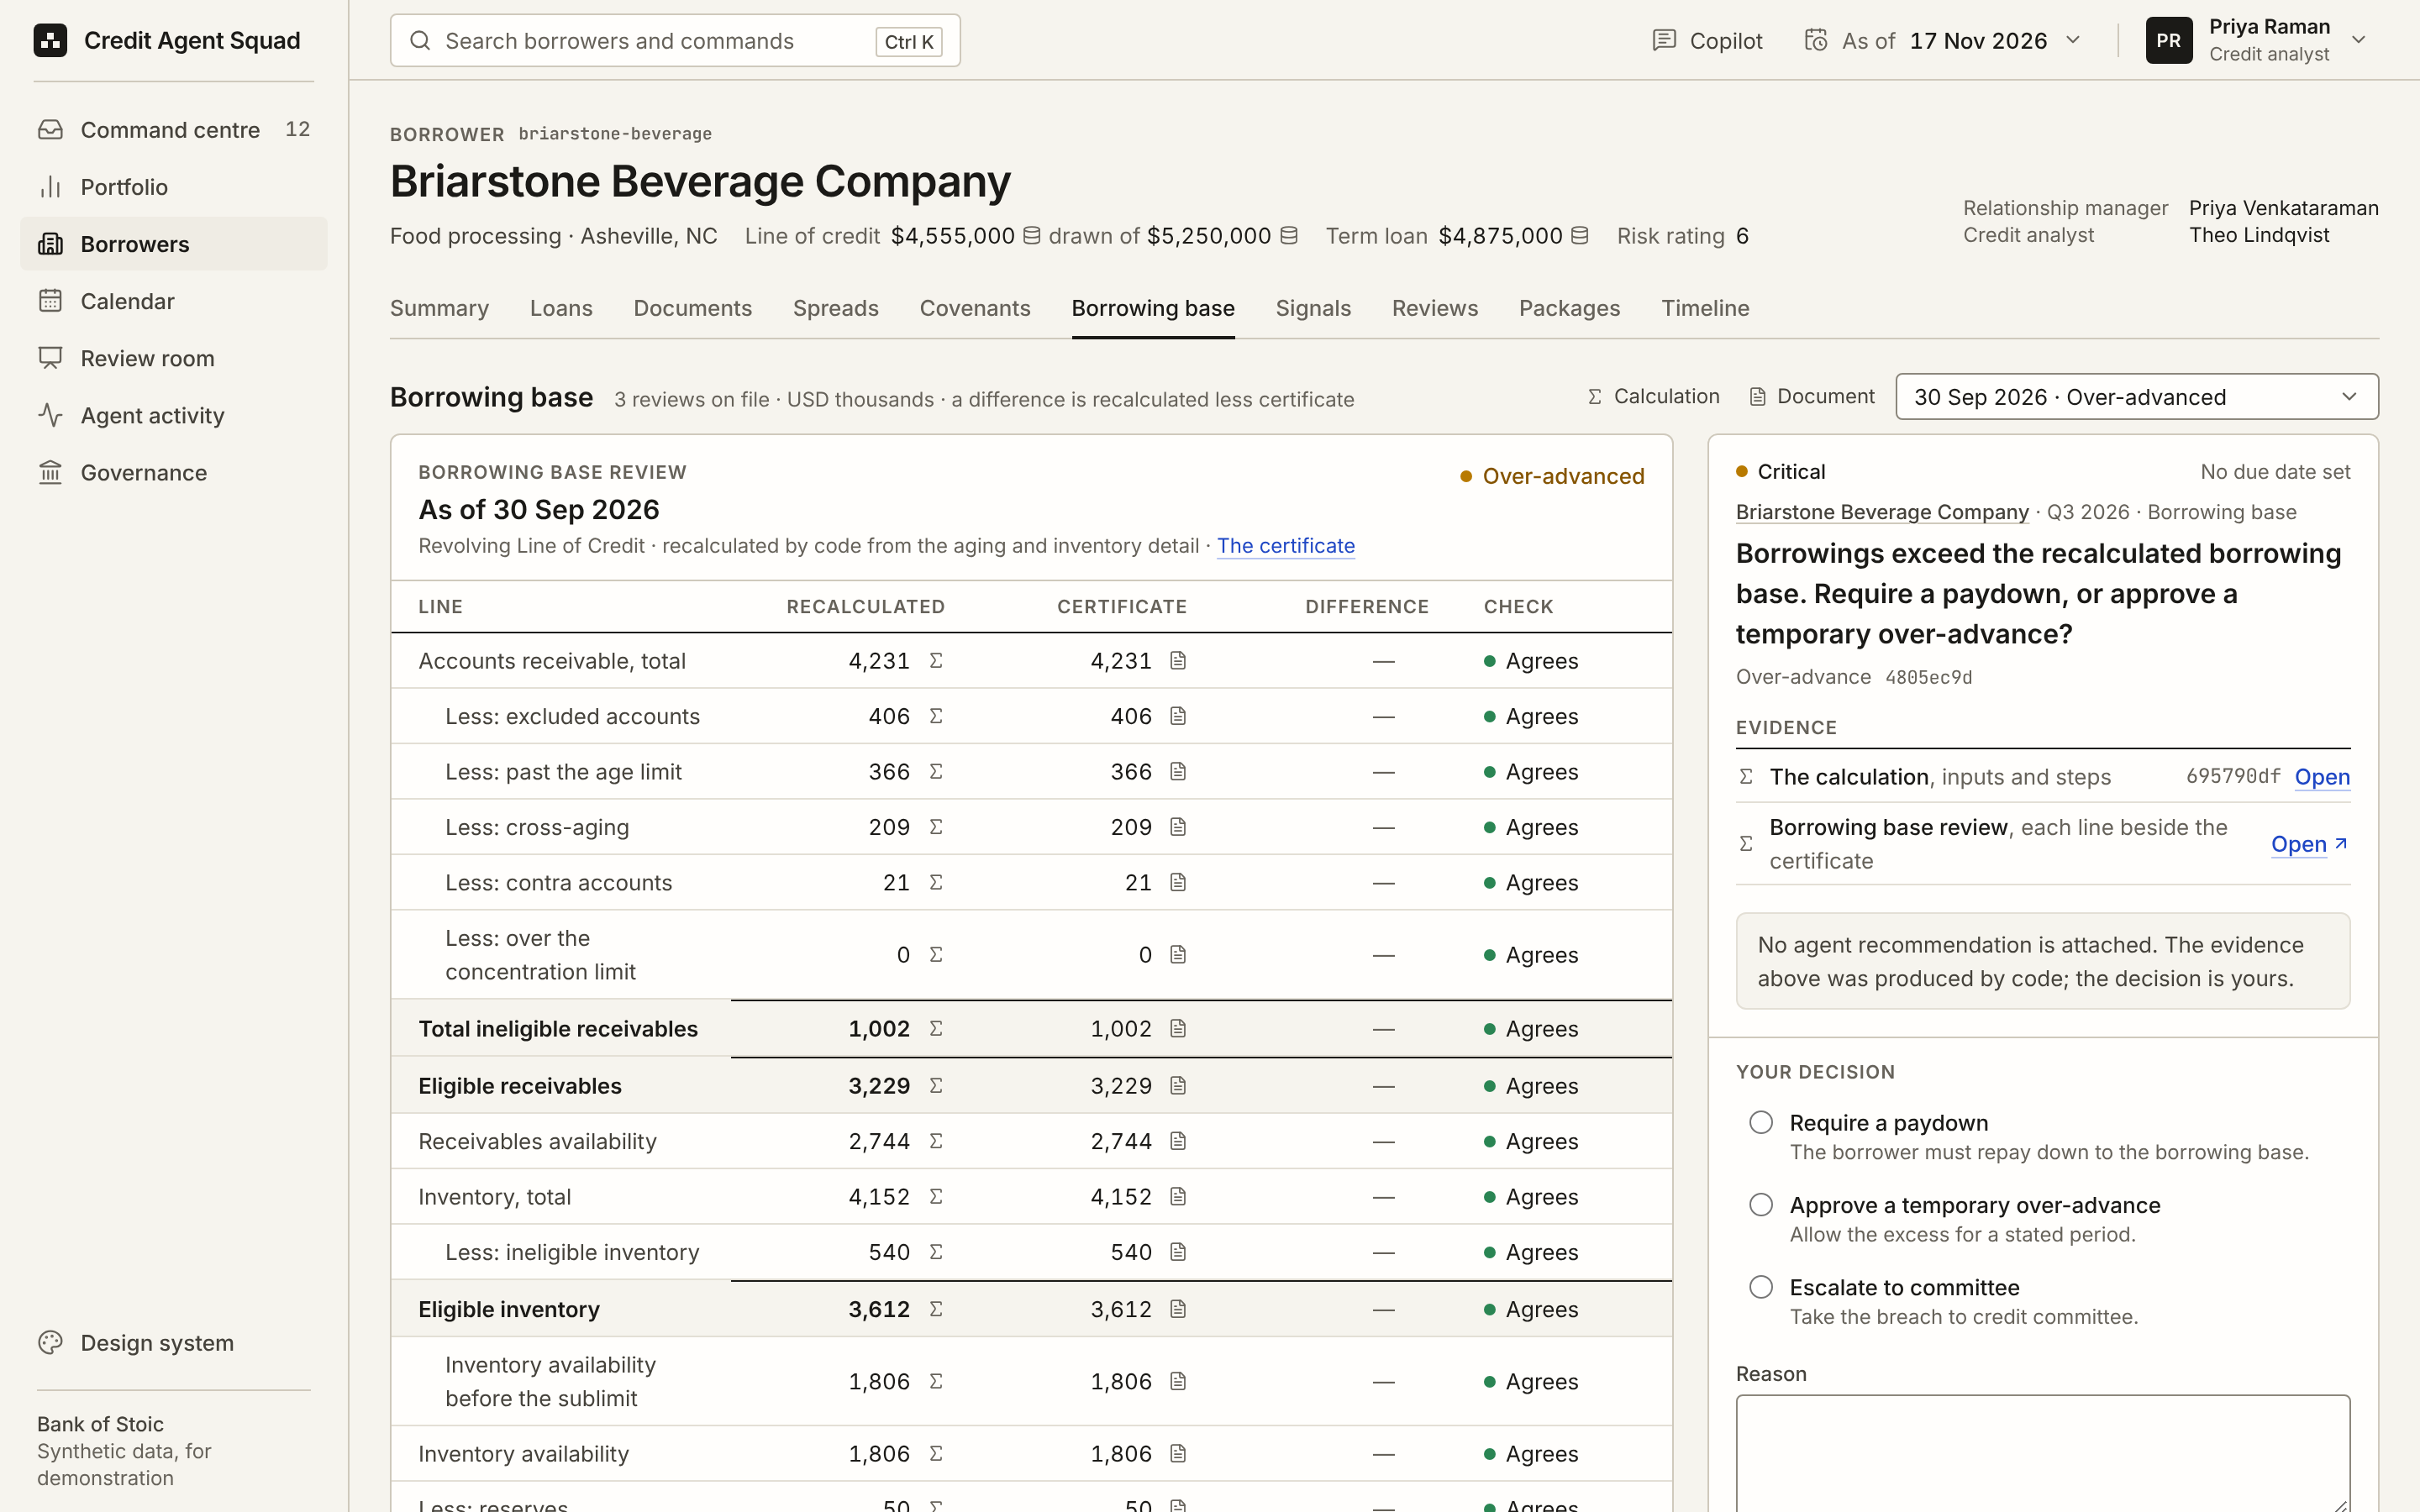 Credit Agent Squad
Search borrowers and commands
Ctrl K
Copilot
As of 17 Nov 2026
PR
Priya Raman
Credit analyst
Command centre 12
Portfolio
Borrowers
Calendar
Review room
Agent activity
Governance
Design system
Bank of Stoic
Synthetic data, for
demonstration
BORROWER briarstone-beverage
Briarstone Beverage Company
Food processing · Asheville, NC Line of credit $4,555,000 drawn of $5,250,000 Term loan $4,875,000 Risk rating 6
Relationship manager Priya Venkataraman
Credit analyst Theo Lindqvist
Summary Loans Documents Spreads Covenants Borrowing base Signals Reviews Packages Timeline
Borrowing base 3 reviews on file · USD thousands · a difference is recalculated less certificate
Σ Calculation Document 30 Sep 2026 · Over-advanced
BORROWING BASE REVIEW
Over-advanced
As of 30 Sep 2026
Revolving Line of Credit · recalculated by code from the aging and inventory detail · The certificate
LINE RECALCULATED CERTIFICATE DIFFERENCE CHECK
Accounts receivable, total 4,231 Σ 4,231 — Agrees
Less: excluded accounts 406 Σ 406 — Agrees
Less: past the age limit 366 Σ 366 — Agrees
Less: cross-aging 209 Σ 209 — Agrees
Less: contra accounts 21 Σ 21 — Agrees
Less: over the
concentration limit 0 Σ 0 — Agrees
Total ineligible receivables 1,002 Σ 1,002 — Agrees
Eligible receivables 3,229 Σ 3,229 — Agrees
Receivables availability 2,744 Σ 2,744 — Agrees
Inventory, total 4,152 Σ 4,152 — Agrees
Less: ineligible inventory 540 Σ 540 — Agrees
Eligible inventory 3,612 Σ 3,612 — Agrees
Inventory availability
before the sublimit 1,806 Σ 1,806 — Agrees
Inventory availability 1,806 Σ 1,806 — Agrees
Less: reserves 50 Σ 50 — Agrees
Critical No due date set
Briarstone Beverage Company · Q3 2026 · Borrowing base
Borrowings exceed the recalculated borrowing
base. Require a paydown, or approve a
temporary over-advance?
Over-advance 4805ec9d
EVIDENCE
Σ The calculation, inputs and steps 695790df Open
Σ Borrowing base review, each line beside the
certificate Open
No agent recommendation is attached. The evidence
above was produced by code; the decision is yours.
YOUR DECISION
Require a paydown
The borrower must repay down to the borrowing base.
Approve a temporary over-advance
Allow the excess for a stated period.
Escalate to committee
Take the breach to credit committee.
Reason